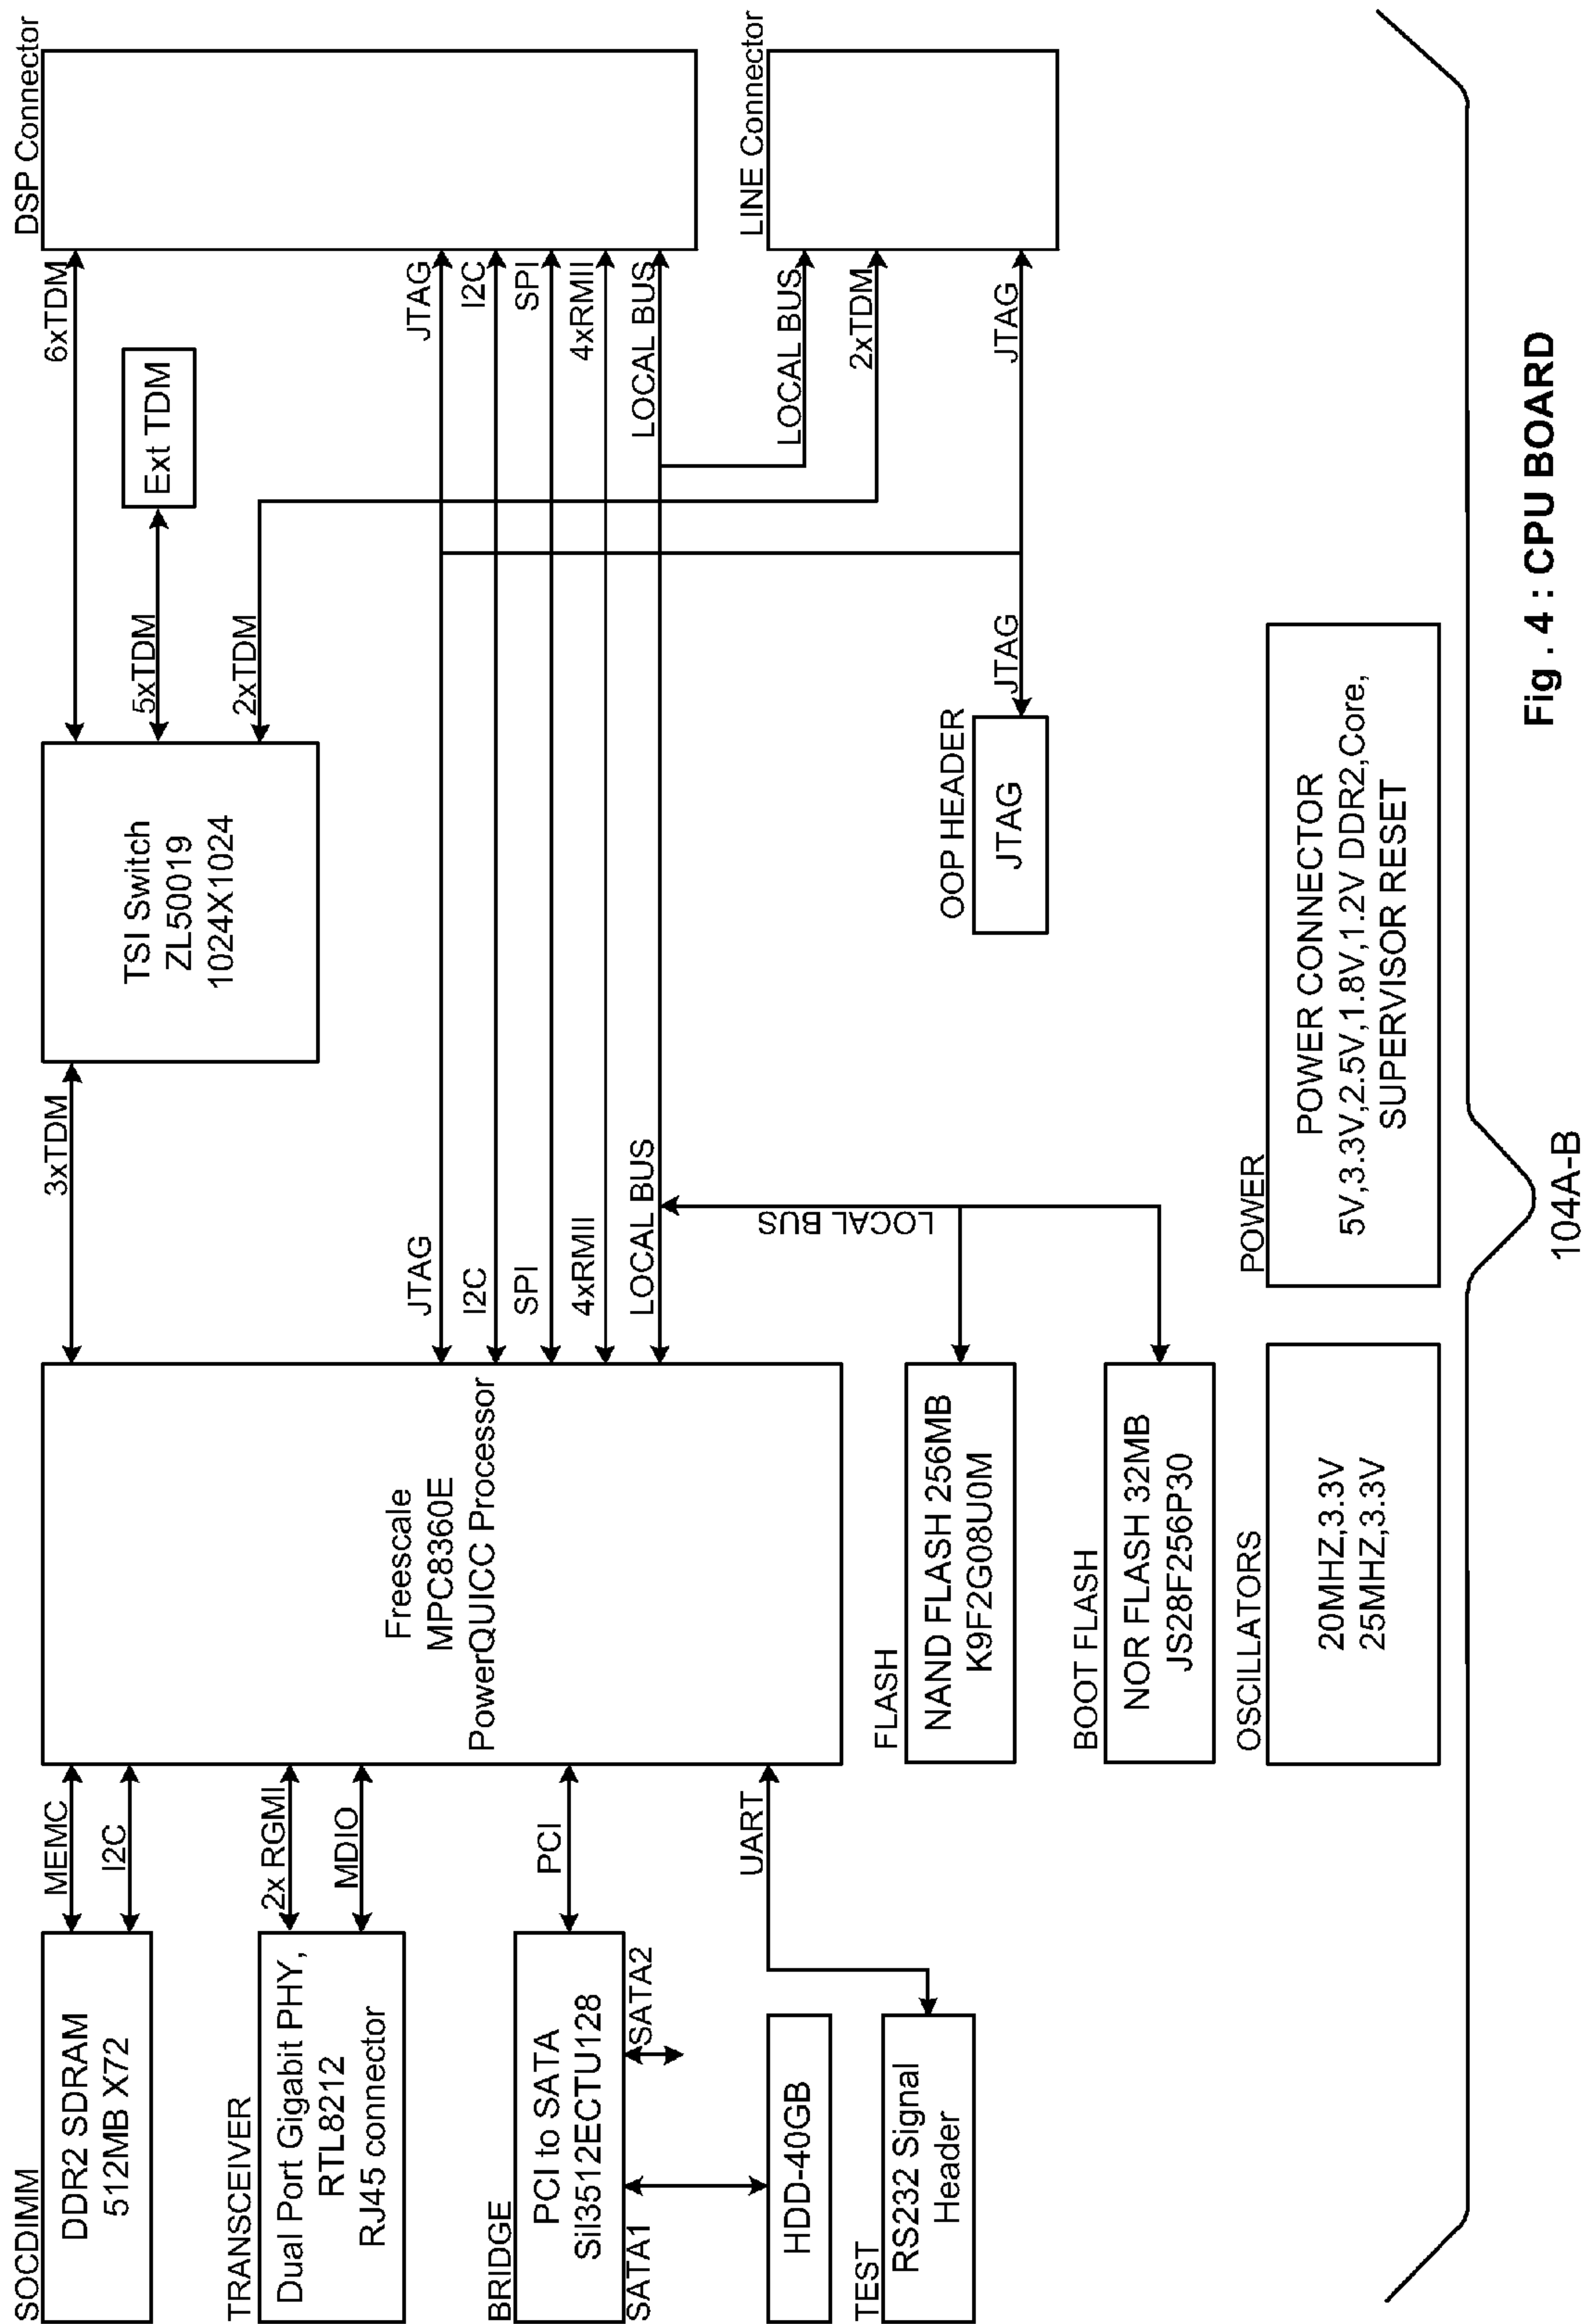 SOCDIMM
DDR2 SDRAM
512MB X72
MEMC
I2C
TRANSCEIVER
Dual Port Gigabit PHY,
RTL8212
RJ45 connector
2x RGMI
MDIO
BRIDGE
PCI to SATA
Sil3512ECTU128
PCI
SATA1
SATA2
HDD-40GB
TEST
RS232 Signal
Header
UART
Freescale
MPC8360E
PowerQUICC Processor
3xTDM
JTAG
I2C
SPI
4xRMII
LOCAL BUS
LOCAL BUS
FLASH
NAND FLASH 256MB
K9F2G08U0M
BOOT FLASH
NOR FLASH 32MB
JS28F256P30
OSCILLATORS
20MHZ,3.3V
25MHZ,3.3V
TSI Switch
ZL50019
1024X1024
6xTDM
5xTDM
Ext TDM
2xTDM
JTAG
I2C
SPI
4xRMII
LOCAL BUS
DSP Connector
LINE Connector
LOCAL BUS
2xTDM
JTAG
OOP HEADER
JTAG
JTAG
POWER
POWER CONNECTOR
5V,3.3V,2.5V,1.8V,1.2V DDR2,Core,
SUPERVISOR RESET
104A-B
Fig . 4 : CPU BOARD